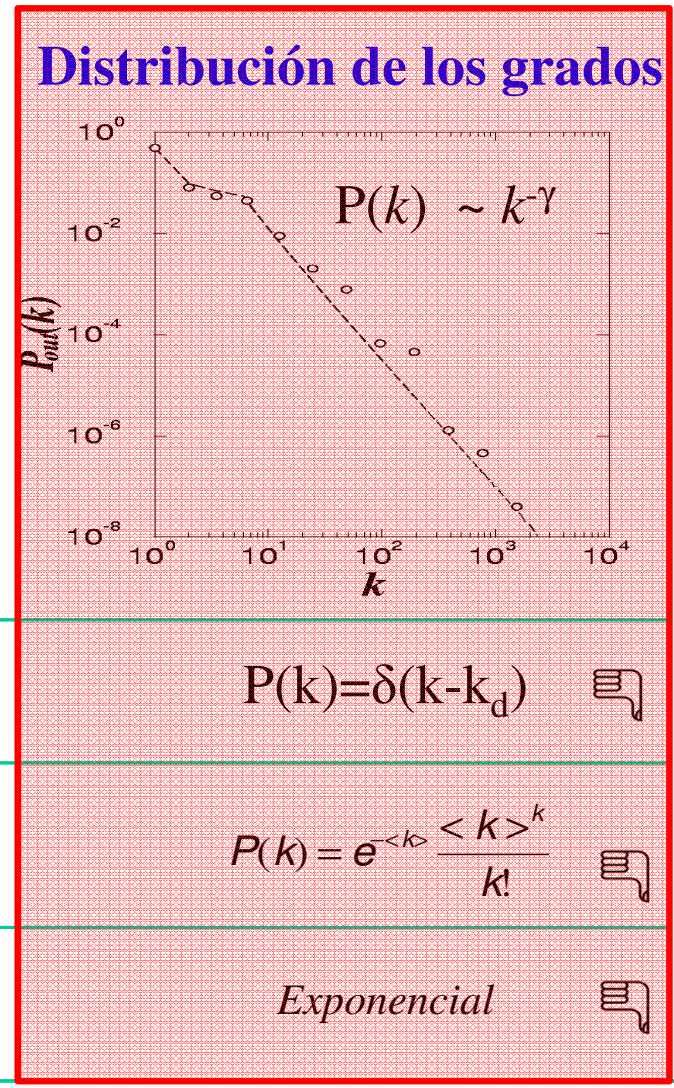 Distribución de los grados
10⁰
P(k) ~ k^-γ
10⁻²
P_out(k)
10⁻⁴
10⁻⁶
10⁻⁸
10⁰ 10¹ 10² 10³ 10⁴
k
P(k)=δ(k-k_d)
P(k) = e^-<k> <k>^k / k!
Exponencial